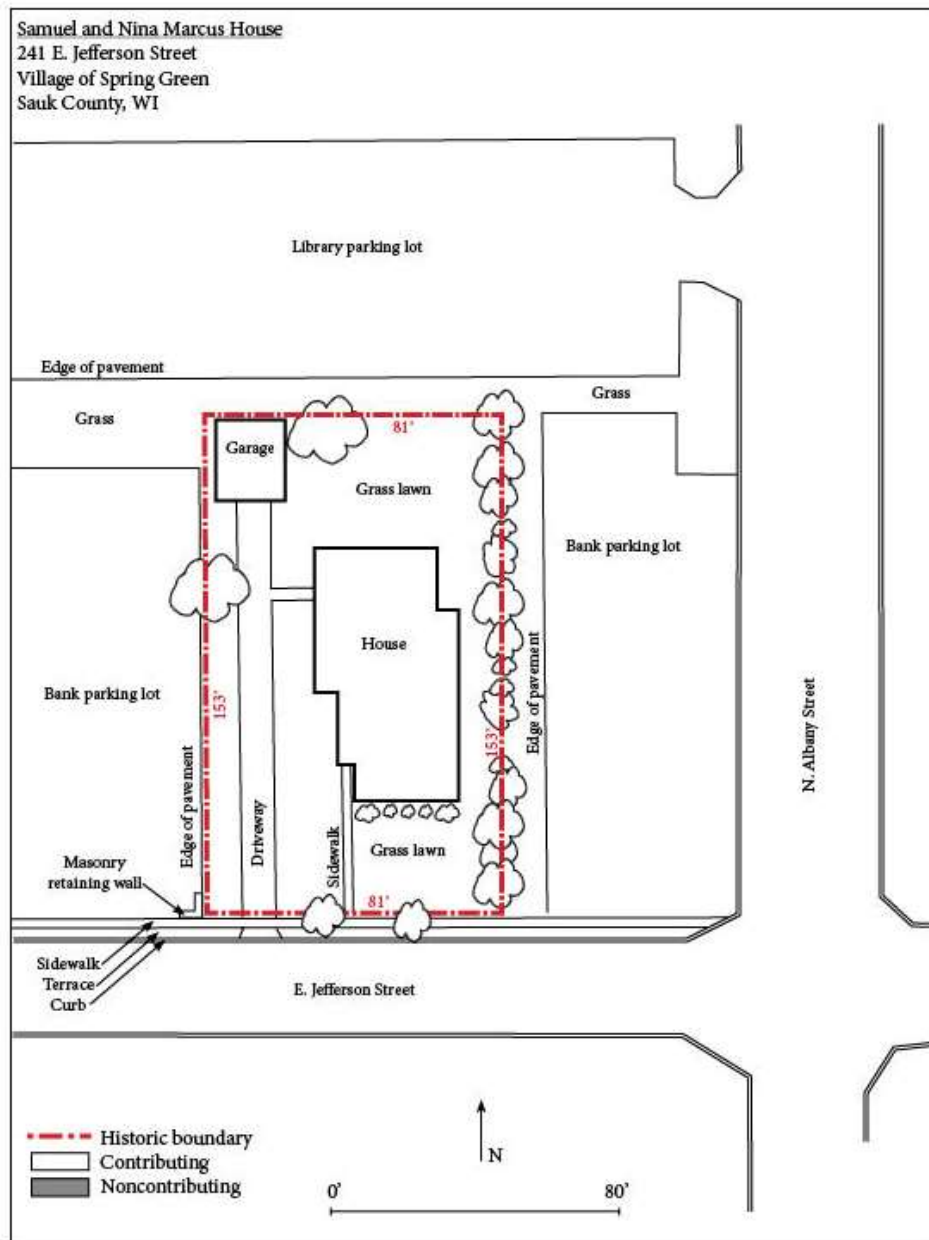 Samuel and Nina Marcus House
241 E. Jefferson Street
Village of Spring Green
Sauk County, WI
Library parking lot
Edge of pavement
Grass
Grass
81'
Garage
Grass lawn
Bank parking lot
House
Edge of pavement
Bank parking lot
153'
153'
N. Albany Street
Edge of pavement
Driveway
Sidewalk
Grass lawn
Masonry
retaining wall
81'
Sidewalk
Terrace
Curb
E. Jefferson Street
Historic boundary
Contributing
Noncontributing
N
0'
80'